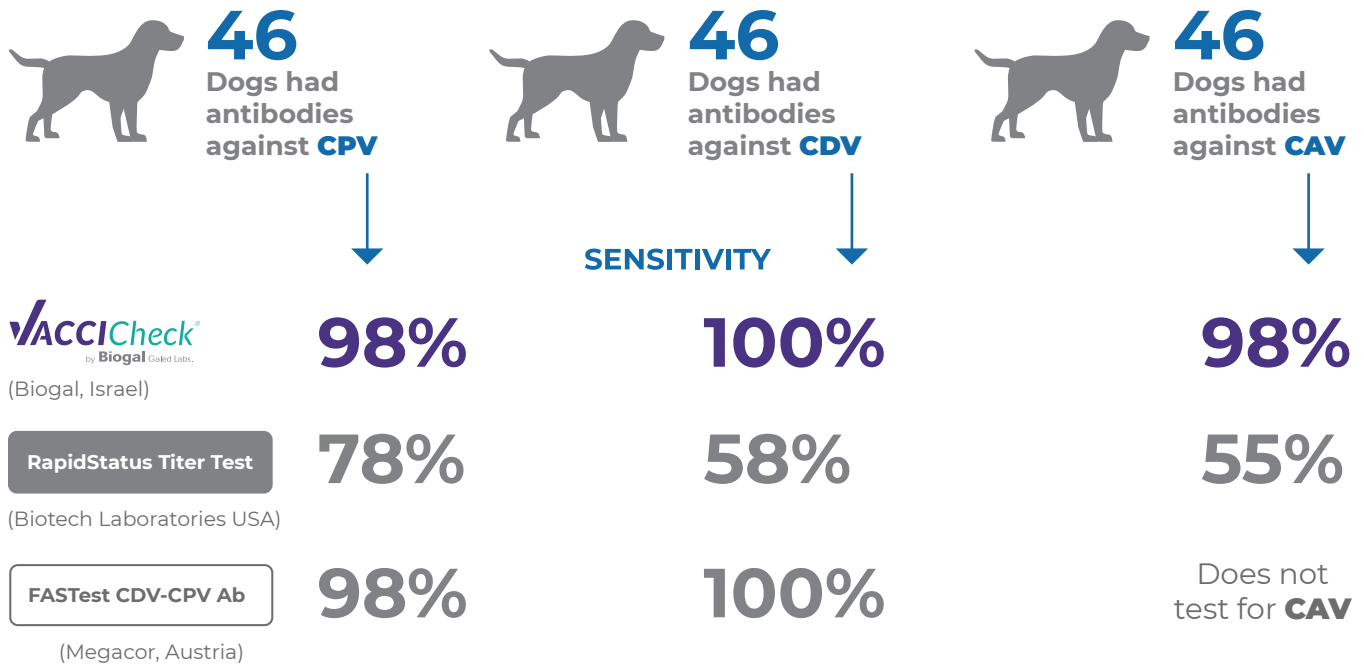 46
Dogs had
antibodies
against CPV
46
Dogs had
antibodies
against CDV
46
Dogs had
antibodies
against CAV
SENSITIVITY
VACCICheck®
by Biogal Galed Labs.
(Biogal, Israel)
98%
100%
98%
RapidStatus Titer Test
(Biotech Laboratories USA)
78%
58%
55%
FASTest CDV-CPV Ab
(Megacor, Austria)
98%
100%
Does not
test for CAV